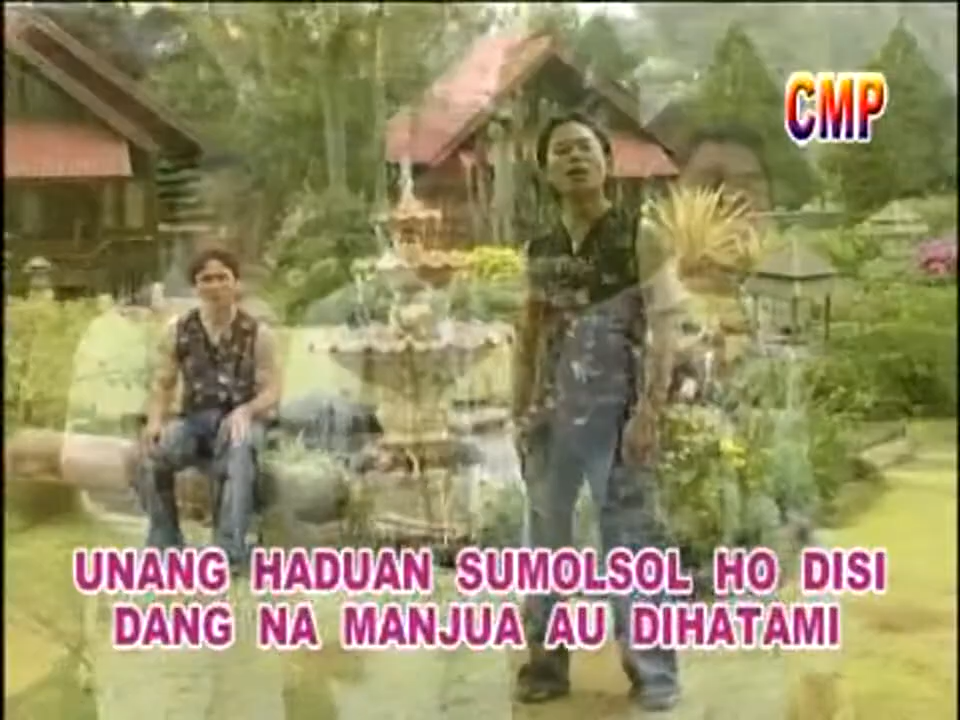 CMP
UNANG HADUAN SUMOLSOL HO DISI
DANG NA MANJUA AU DIHATAMI